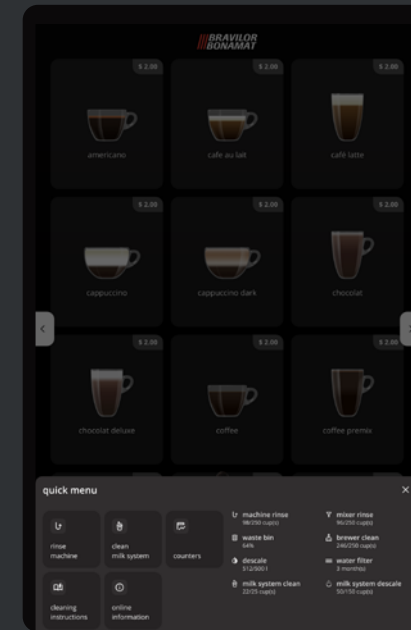 BRAVILOR
BONAMAT
$ 2.00
$ 2.00
$ 2.00
americano
cafe au lait
café latte
$ 2.00
$ 2.00
$ 2.00
cappuccino
cappuccino dark
chocolat
$ 2.00
$ 2.00
$ 2.00
chocolat deluxe
coffee
coffee premix
quick menu
rinse
machine
clean
milk system
counters
cleaning
instructions
online
information
machine rinse
98/250 cup(s)
waste bin
64%
descale
512/500 l
milk system clean
22/25 cup(s)
mixer rinse
96/250 cup(s)
brewer clean
246/250 cup(s)
water filter
3 month(s)
milk system descale
50/150 cup(s)